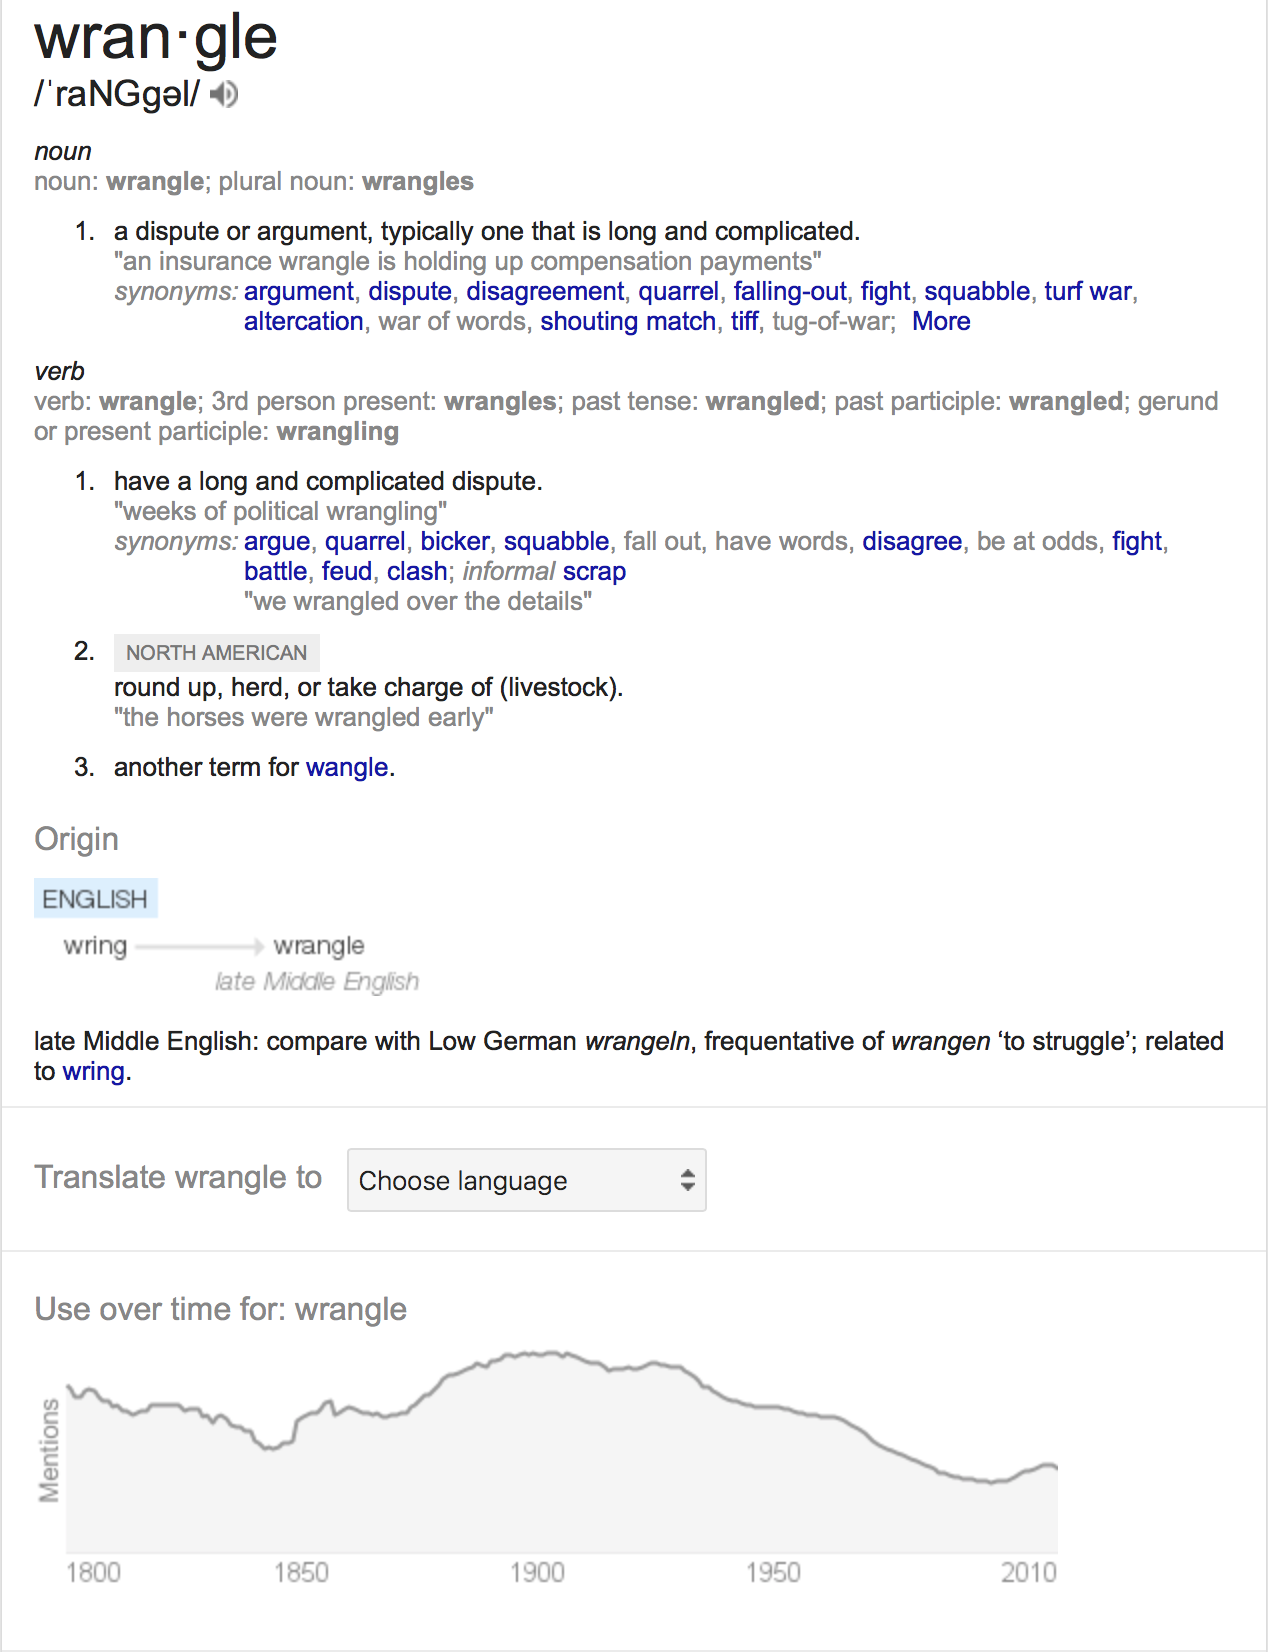 wran·gle
/ˈraNGgəl/
noun
noun: wrangle; plural noun: wrangles
1. a dispute or argument, typically one that is long and complicated.
"an insurance wrangle is holding up compensation payments"
synonyms: argument, dispute, disagreement, quarrel, falling-out, fight, squabble, turf war,
altercation, war of words, shouting match, tiff, tug-of-war; More
verb
verb: wrangle; 3rd person present: wrangles; past tense: wrangled; past participle: wrangled; gerund
or present participle: wrangling
1. have a long and complicated dispute.
"weeks of political wrangling"
synonyms: argue, quarrel, bicker, squabble, fall out, have words, disagree, be at odds, fight,
battle, feud, clash; informal scrap
"we wrangled over the details"
2. NORTH AMERICAN
round up, herd, or take charge of (livestock).
"the horses were wrangled early"
3. another term for wangle.
Origin
ENGLISH
wring wrangle
late Middle English
late Middle English: compare with Low German wrangeln, frequentative of wrangen ‘to struggle’; related
to wring.
Translate wrangle to Choose language
Use over time for: wrangle
Mentions
1800 1850 1900 1950 2010